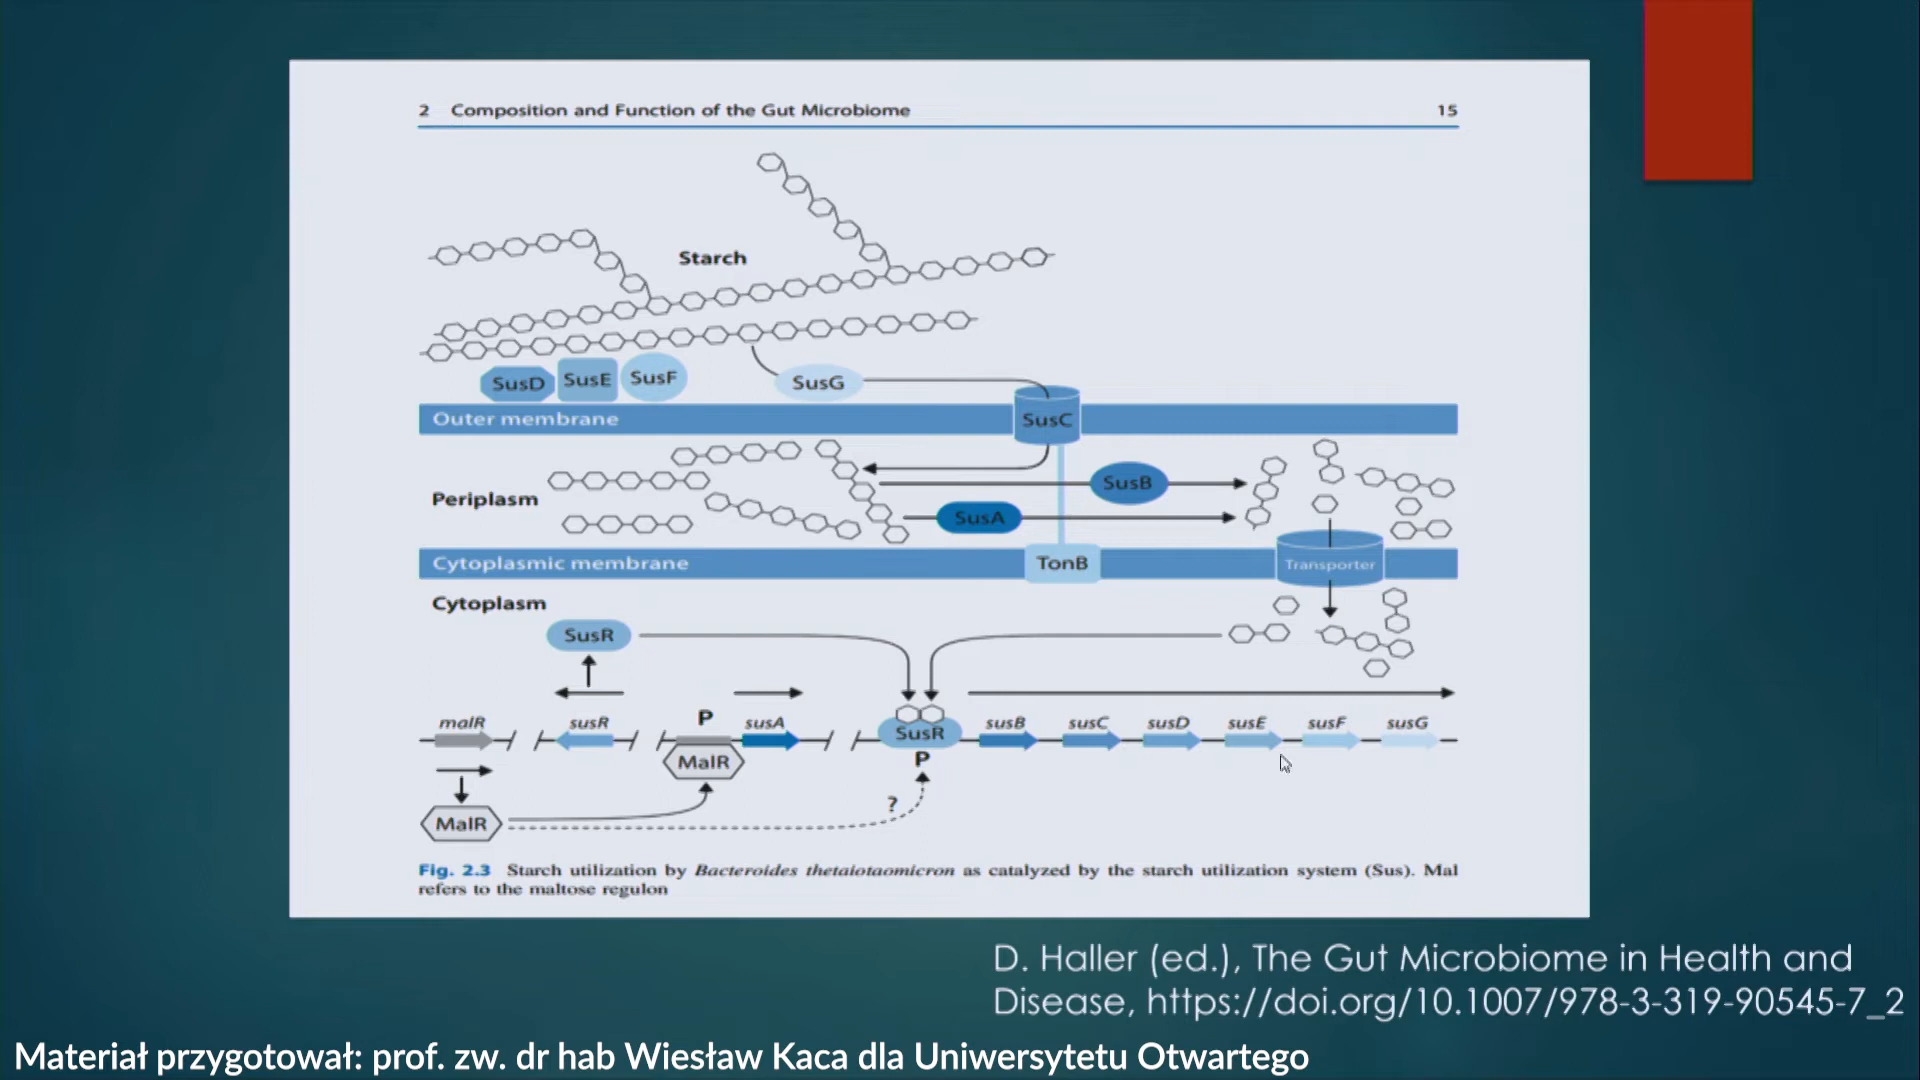 2 Composition and Function of the Gut Microbiome 15
Starch
SusD SusE SusF SusG
Outer membrane SusC
Periplasm SusB
SusA
Cytoplasmic membrane TonB Transporter
Cytoplasm
SusR
malR susR P susA SusR susB susC susD susE susF susG
MalR P
?
MalR
Fig. 2.3 Starch utilization by Bacteroides thetaiotaomicron as catalyzed by the starch utilization system (Sus). Mal
refers to the maltose regulon
D. Haller (ed.), The Gut Microbiome in Health and
Disease, https://doi.org/10.1007/978-3-319-90545-7_2
Materiał przygotował: prof. zw. dr hab Wiesław Kaca dla Uniwersytetu Otwartego